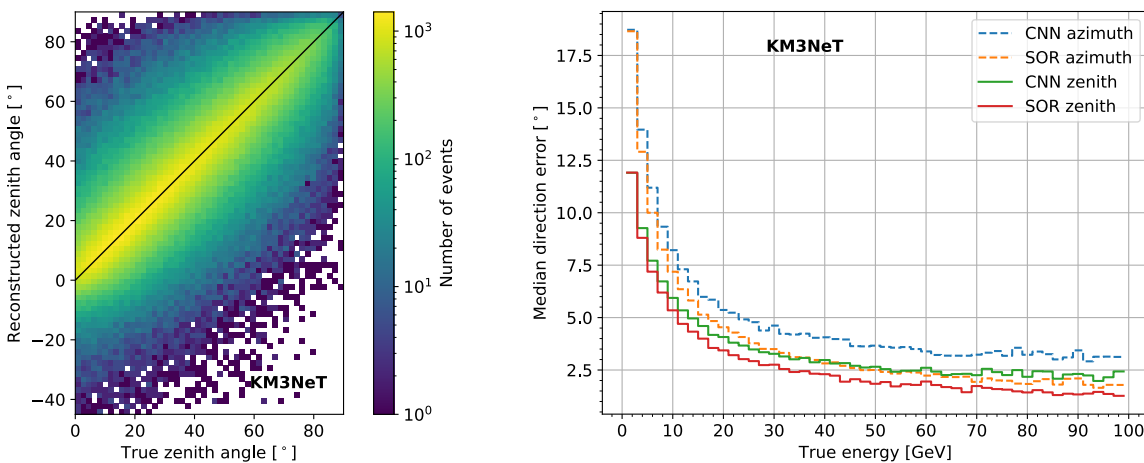 80
60
40
20
0
−20
−40
Reconstructed zenith angle [°]
0 20 40 60 80
True zenith angle [°]
KM3NeT
10³
10²
10¹
10⁰
Number of events
17.5
15.0
12.5
10.0
7.5
5.0
2.5
Median direction error [°]
0 10 20 30 40 50 60 70 80 90 100
True energy [GeV]
KM3NeT
CNN azimuth
SOR azimuth
CNN zenith
SOR zenith